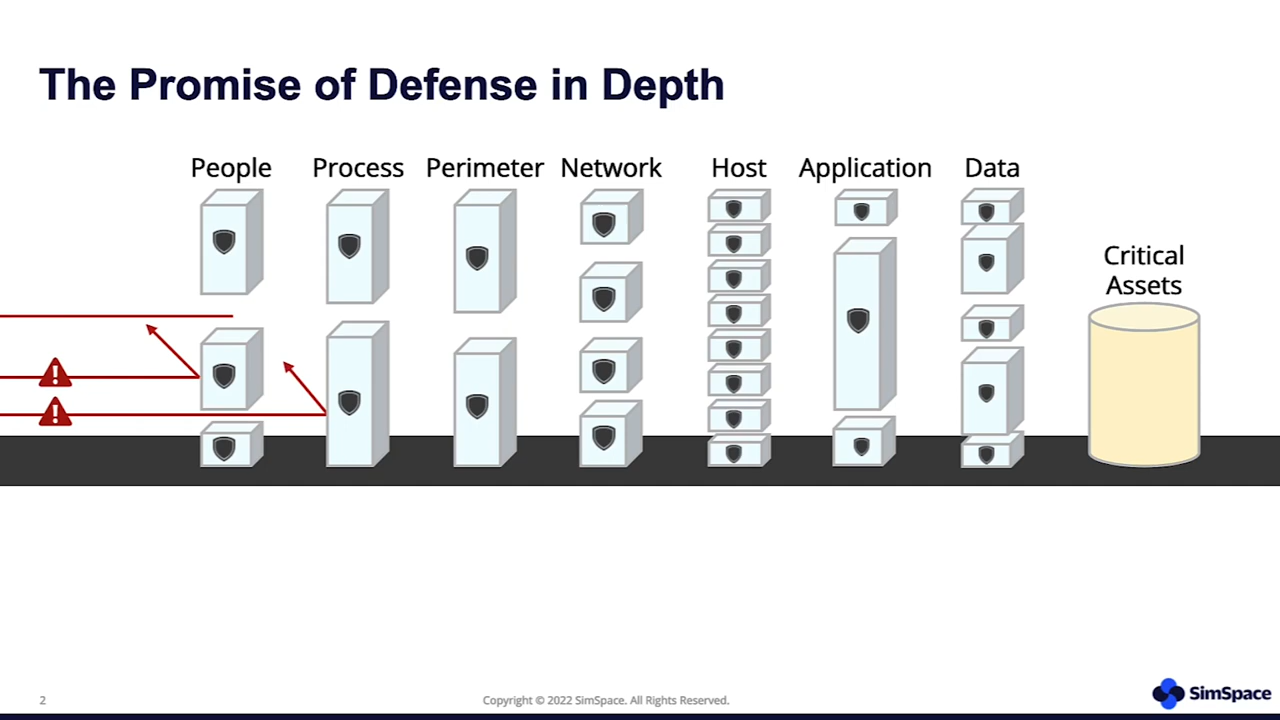 The Promise of Defense in Depth
People Process Perimeter Network Host Application Data
Critical
Assets
2
Copyright © 2022 SimSpace. All Rights Reserved.
SimSpace